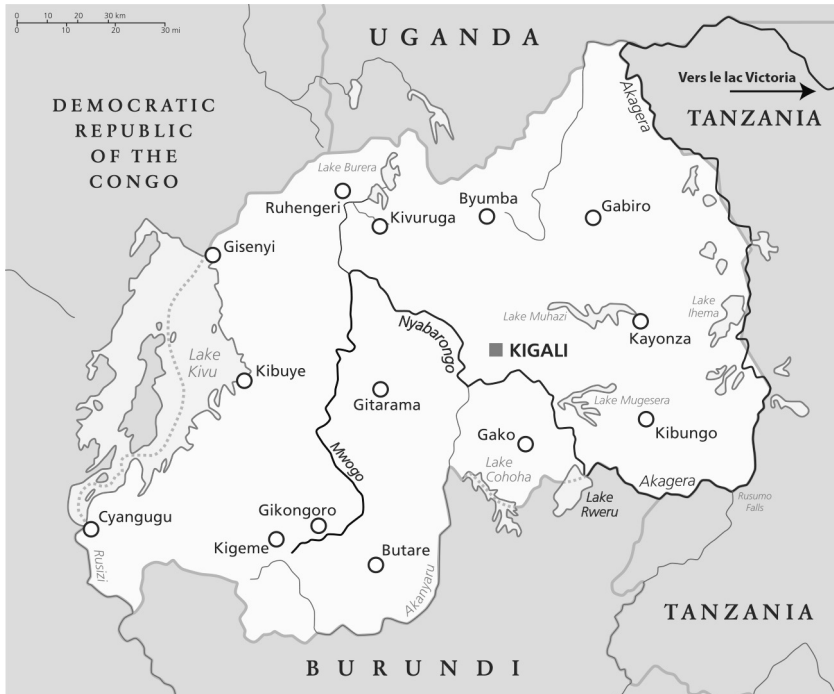 0 10 20 30 km
0 10 20 30 mi
UGANDA
DEMOCRATIC
REPUBLIC
OF THE
CONGO
Akagera
Vers le lac Victoria
TANZANIA
Lake Burera
Ruhengeri
Kivuruga
Byumba
Gabiro
Gisenyi
Lake
Kivu
Nyabarongo
Lake Muhazi
Lake
Ihema
Kayonza
KIGALI
Kibuye
Gitarama
Lake Mugesera
Kibungo
Gako
Mwogo
Lake
Cohoha
Lake
Rweru
Akagera
Rusumo
Falls
Cyangugu
Gikongoro
Kigeme
Butare
Rusizi
Akanyaru
TANZANIA
BURUNDI